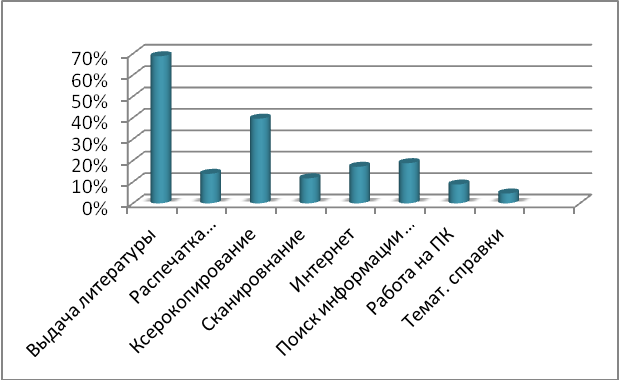 70%
60%
50%
40%
30%
20%
10%
0%
Выдача литературы
Распечатка...
Ксерокопирование
Сканировнание
Интернет
Поиск информации...
Работа на ПК
Темат. справки